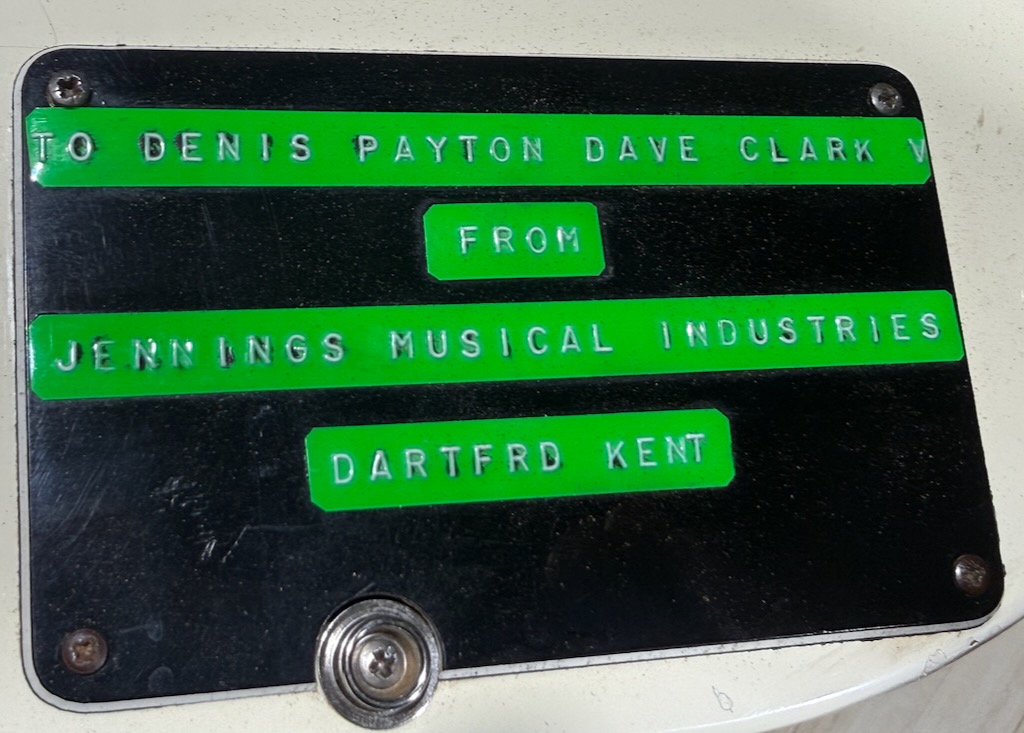 TO DENIS PAYTON DAVE CLARK V
FROM
JENNINGS MUSICAL INDUSTRIES
DARTFRD KENT